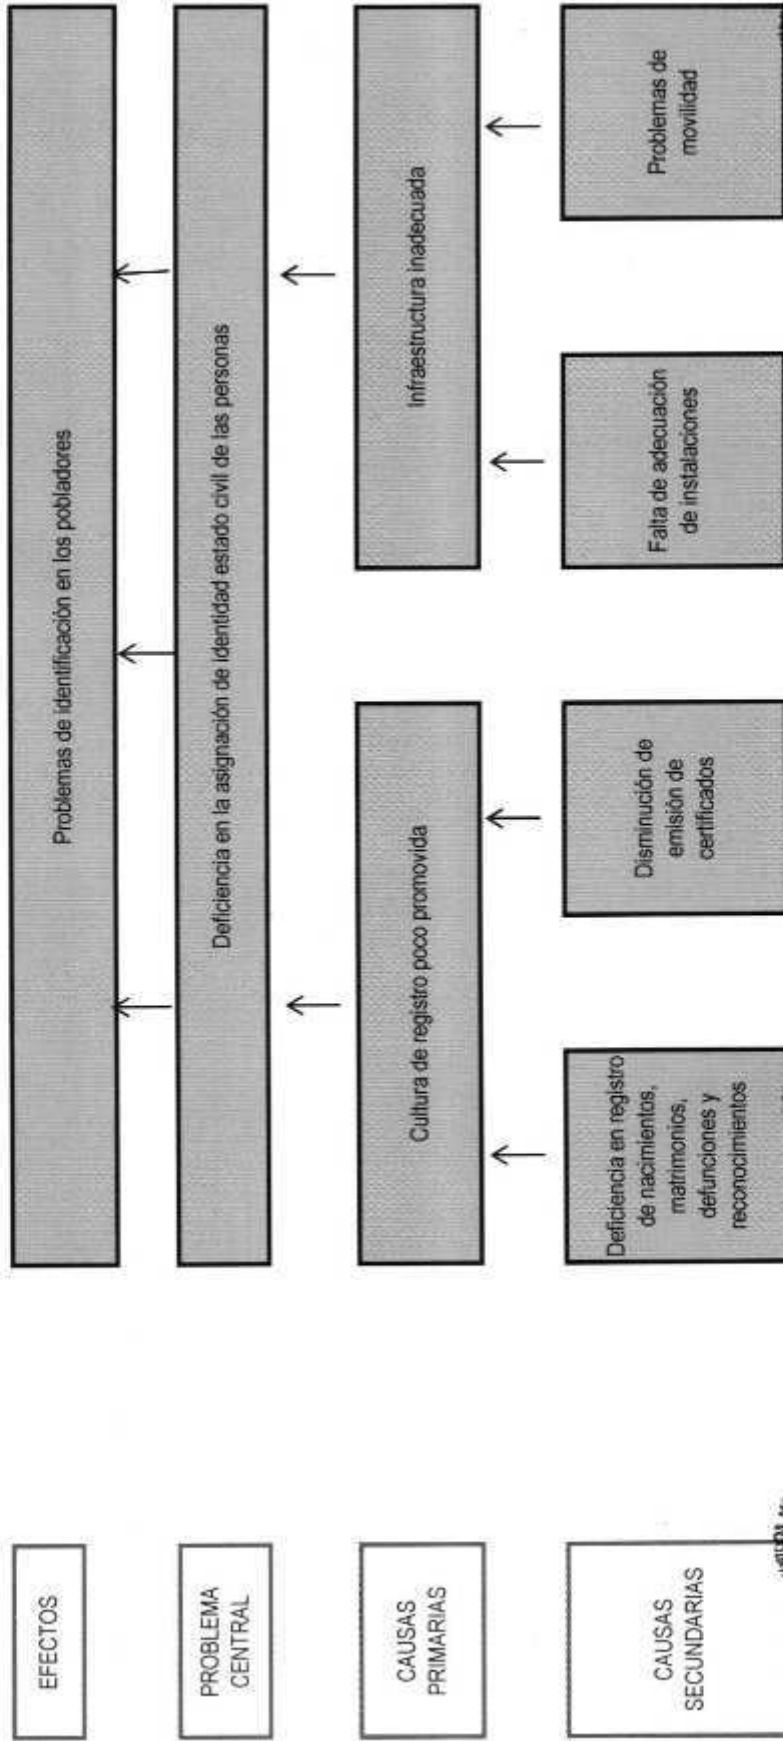 EFECTOS
Problemas de identificación en los pobladores
PROBLEMA
CENTRAL
Deficiencia en la asignación de identidad estado civil de las personas
CAUSAS
PRIMARIAS
Cultura de registro poco promovida
Infraestructura inadecuada
CAUSAS
SECUNDARIAS
Deficiencia en registro
de nacimientos,
matrimonios,
defunciones y
reconocimientos
Disminución de
emisión de
certificados
Falta de adecuación
de instalaciones
Problemas de
movilidad